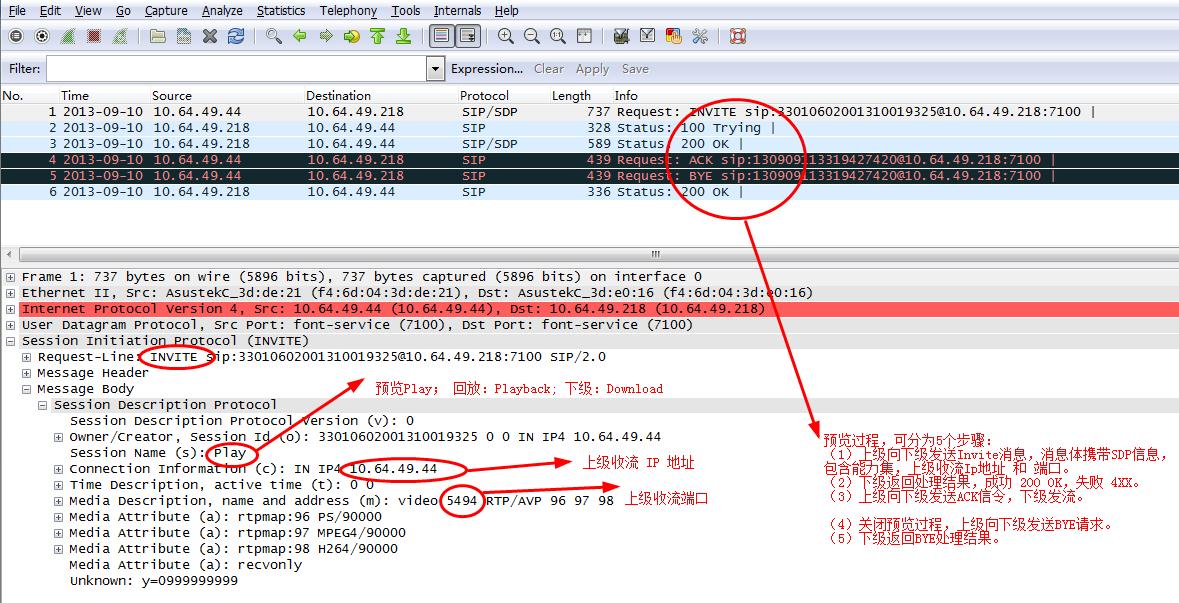 File Edit View Go Capture Analyze Statistics Telephony Tools Internals Help
Filter: Expression... Clear Apply Save
No. Time Source Destination Protocol Length Info
1 2013-09-10 10.64.49.44 10.64.49.218 SIP/SDP 737 Request: INVITE sip:33010602001310019325@10.64.49.218:7100 |
2 2013-09-10 10.64.49.218 10.64.49.44 SIP 328 Status: 100 Trying |
3 2013-09-10 10.64.49.218 10.64.49.44 SIP/SDP 589 Status: 200 OK |
4 2013-09-10 10.64.49.44 10.64.49.218 SIP 439 Request: ACK sip:130909113319427420@10.64.49.218:7100 |
5 2013-09-10 10.64.49.44 10.64.49.218 SIP 439 Request: BYE sip:130909113319427420@10.64.49.218:7100 |
6 2013-09-10 10.64.49.218 10.64.49.44 SIP 336 Status: 200 OK |
Frame 1: 737 bytes on wire (5896 bits), 737 bytes captured (5896 bits) on interface 0
Ethernet II, Src: AsustekC_3d:de:21 (f4:6d:04:3d:de:21), Dst: AsustekC_3d:e0:16 (f4:6d:04:3d:e0:16)
Internet Protocol Version 4, Src: 10.64.49.44 (10.64.49.44), Dst: 10.64.49.218 (10.64.49.218)
User Datagram Protocol, Src Port: font-service (7100), Dst Port: font-service (7100)
Session Initiation Protocol (INVITE)
Request-Line: INVITE sip:33010602001310019325@10.64.49.218:7100 SIP/2.0
Message Header
Message Body
预览Play； 回放：Playback；下级：Download
Session Description Protocol
Session Description Protocol Version (v): 0
Owner/Creator, Session Id (o): 33010602001310019325 0 0 IN IP4 10.64.49.44
Session Name (s): Play
Connection Information (c): IN IP4 10.64.49.44
上级收流 IP 地址
Time Description, active time (t): 0 0
Media Description, name and address (m): video 5494 RTP/AVP 96 97 98
上级收流端口
Media Attribute (a): rtpmap:96 PS/90000
Media Attribute (a): rtpmap:97 MPEG4/90000
Media Attribute (a): rtpmap:98 H264/90000
Media Attribute (a): recvonly
Unknown: y=0999999999
预览过程，可分为5个步骤：
（1）上级向下级发送Invite消息，消息体携带SDP信息，
包含能力集，上级收流Ip地址 和 端口。
（2）下级返回处理结果，成功 200 OK，失败 4XX。
（3）上级向下级发送ACK信令，下级发流。
（4）关闭预览过程，上级向下级发送BYE请求。
（5）下级返回BYE处理结果。